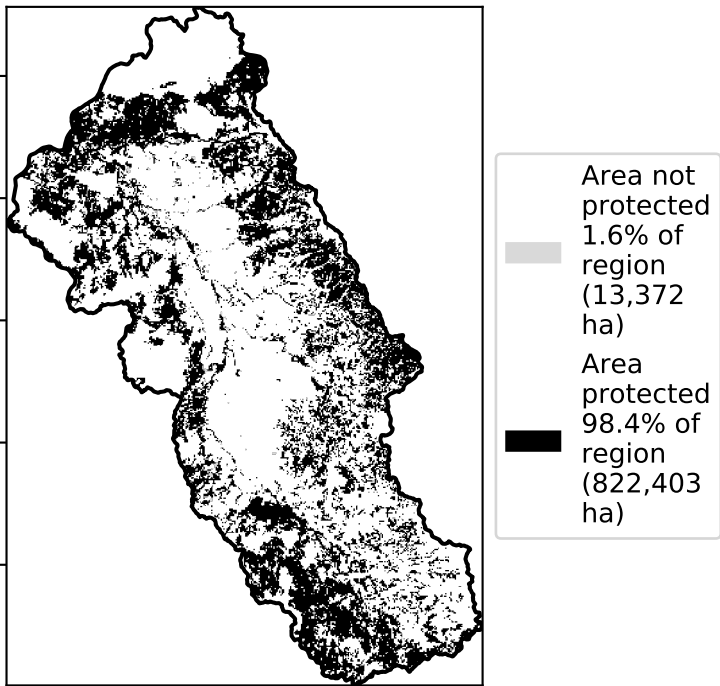 Area not
protected
1.6% of
region
(13,372
ha)
Area
protected
98.4% of
region
(822,403
ha)